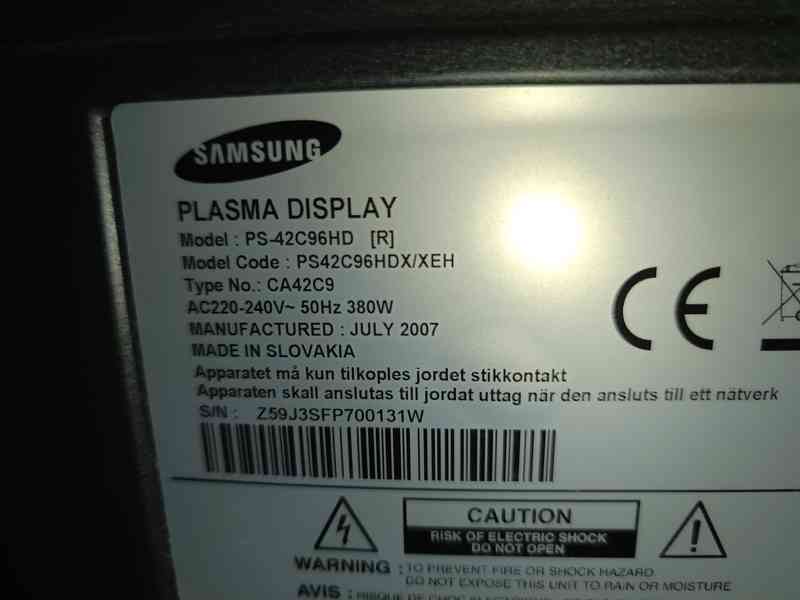 SAMSUNG
PLASMA DISPLAY
Model : PS-42C96HD [R]
Model Code : PS42C96HDX/XEH
Type No.: CA42C9
AC220-240V~ 50Hz 380W
MANUFACTURED : JULY 2007
MADE IN SLOVAKIA
Apparatet må kun tilkoples jordet stikkontakt
Apparaten skall anslutas till jordat uttag när den ansluts till ett nätverk
S/N : Z59J3SFP700131W
CE
CAUTION
RISK OF ELECTRIC SHOCK
DO NOT OPEN
WARNING : TO PREVENT FIRE OR SHOCK HAZARD
DO NOT EXPOSE THIS UNIT TO RAIN OR MOISTURE
AVIS : RISQUE DE CHOC